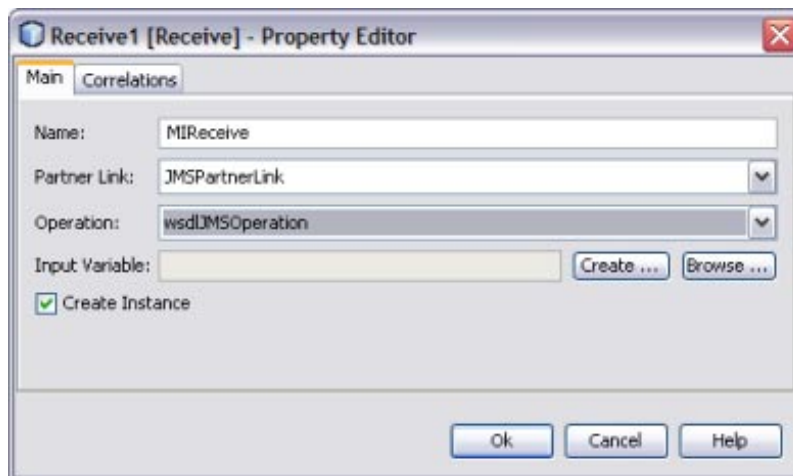 Receive1 [Receive] - Property Editor
Main Correlations
Name: MIReceive
Partner Link: JMSPartnerLink
Operation: wsdlJMSOperation
Input Variable: Create ... Browse ...
Create Instance
Ok Cancel Help